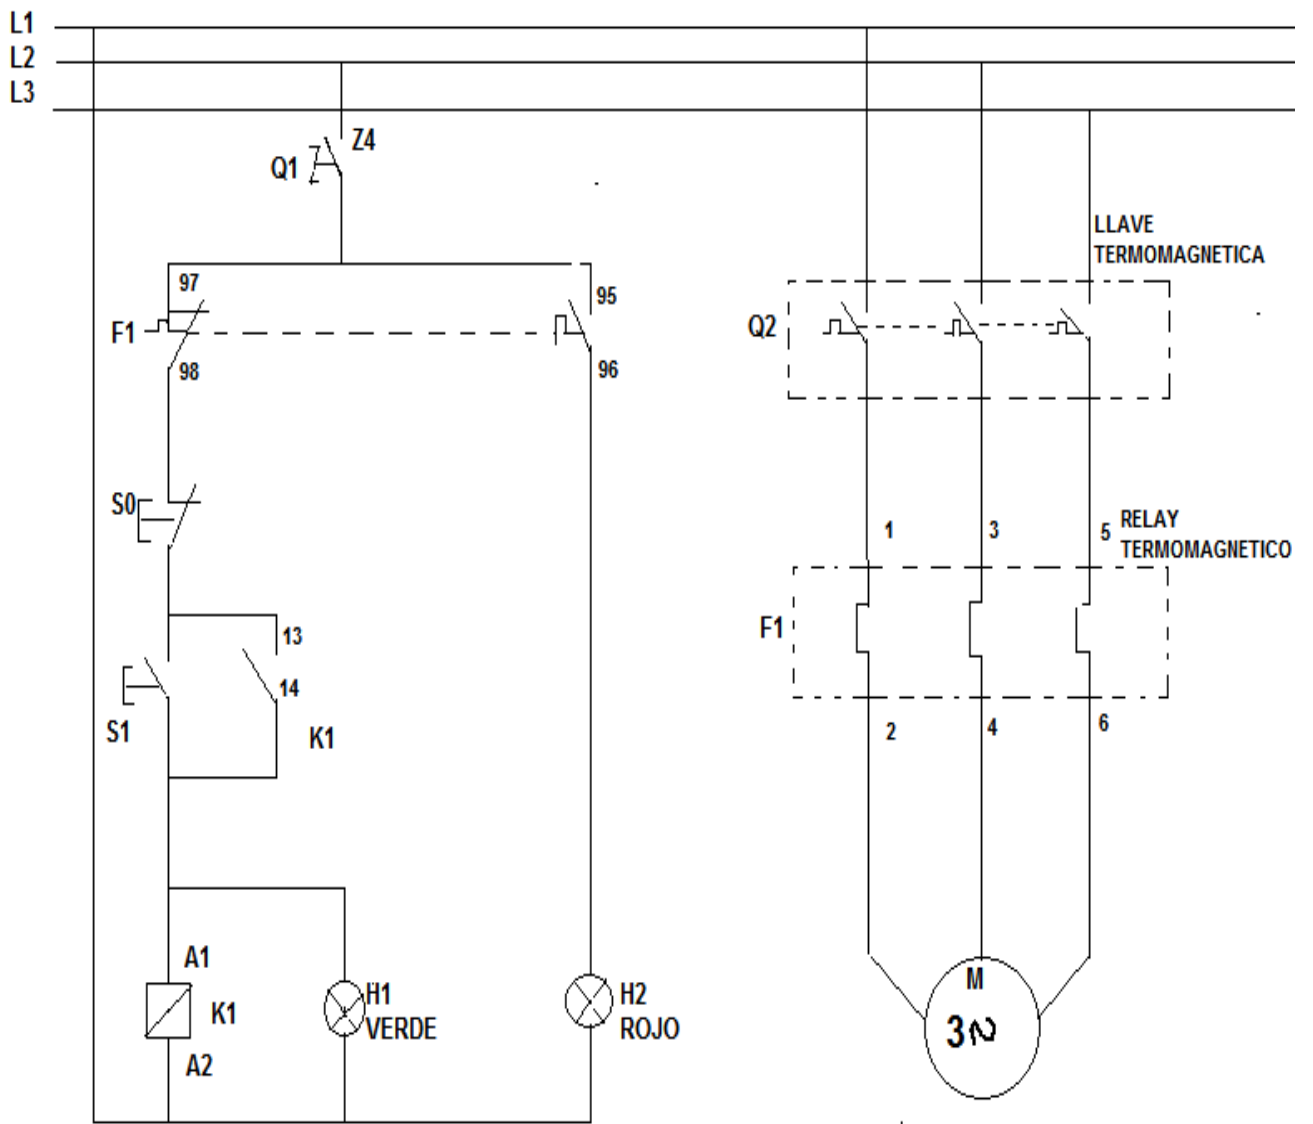 L1
L2
L3
Z4
Q1
LLAVE
TERMOMAGNETICA
97
95
F1
Q2
98
96
S0
1
3
5
RELAY
TERMOMAGNETICO
13
F1
14
S1
K1
2
4
6
A1
M
H1
H2
K1
VERDE
ROJO
3~
A2